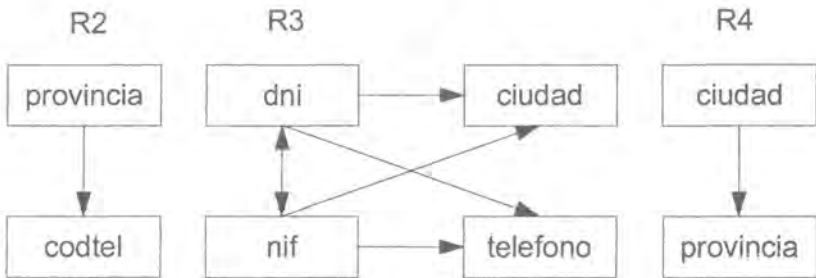 R2 R3 R4
provincia dni ciudad ciudad
codtel nif telefono provincia